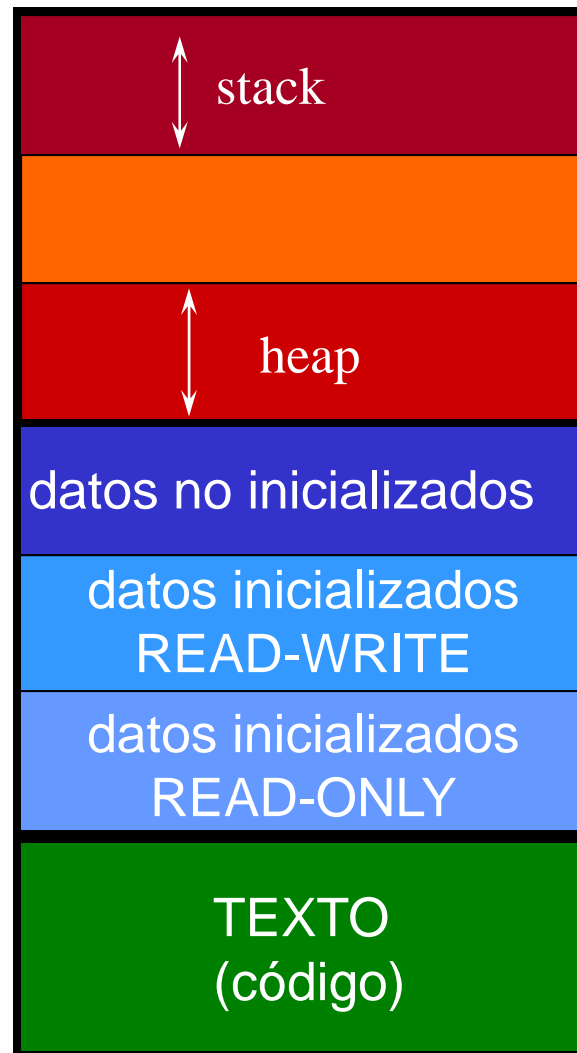 stack
heap
datos no inicializados
datos inicializados
READ-WRITE
datos inicializados
READ-ONLY
TEXTO
(código)